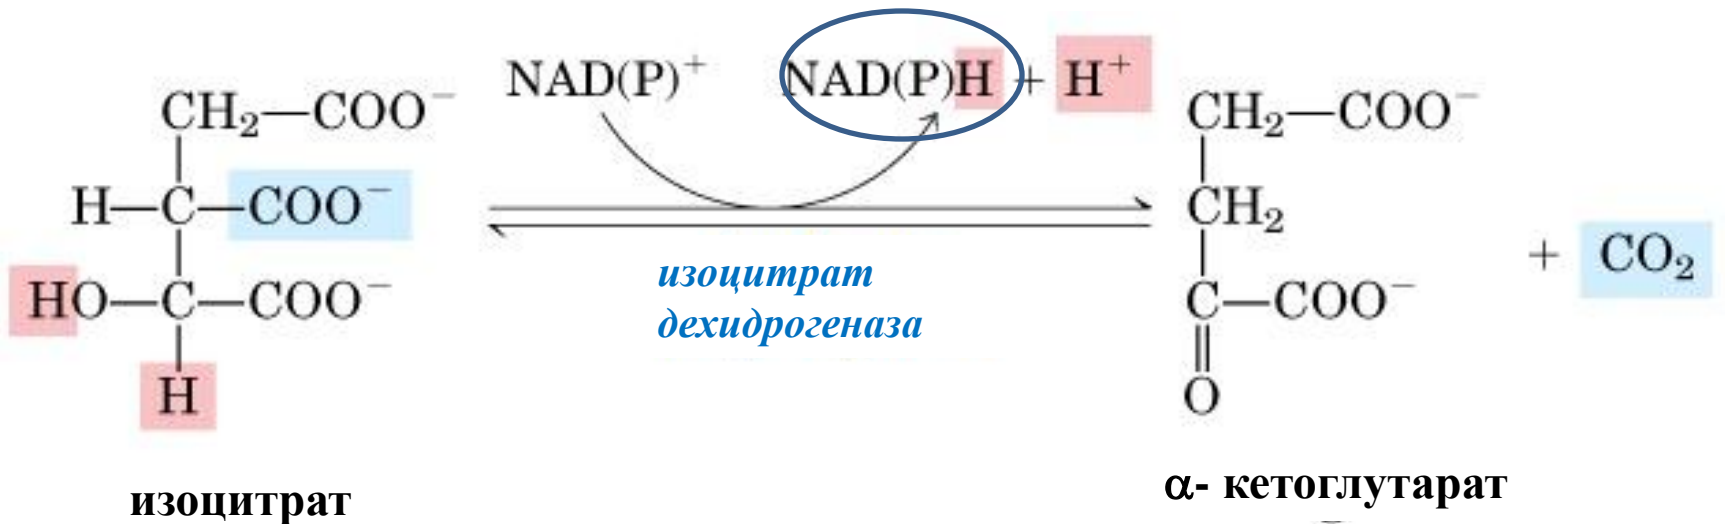 NAD(P)⁺ NAD(P)H + H⁺
CH₂—COO⁻
H—C—COO⁻
HO—C—COO⁻
H
изоцитрат
изоцитрат
дехидрогеназа
CH₂—COO⁻
CH₂
C—COO⁻
O
+ CO₂
α- кетоглутарат